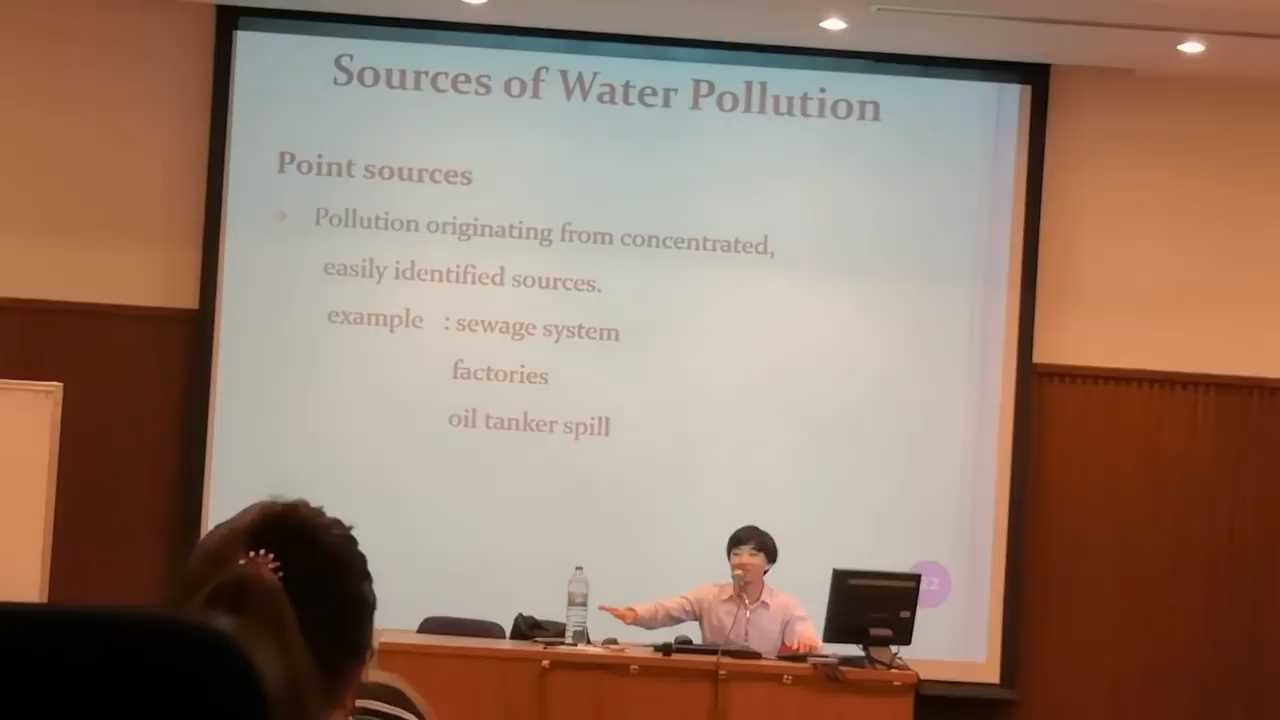 Sources of Water Pollution
Point sources
Pollution originating from concentrated,
easily identified sources.
example : sewage system
factories
oil tanker spill
22